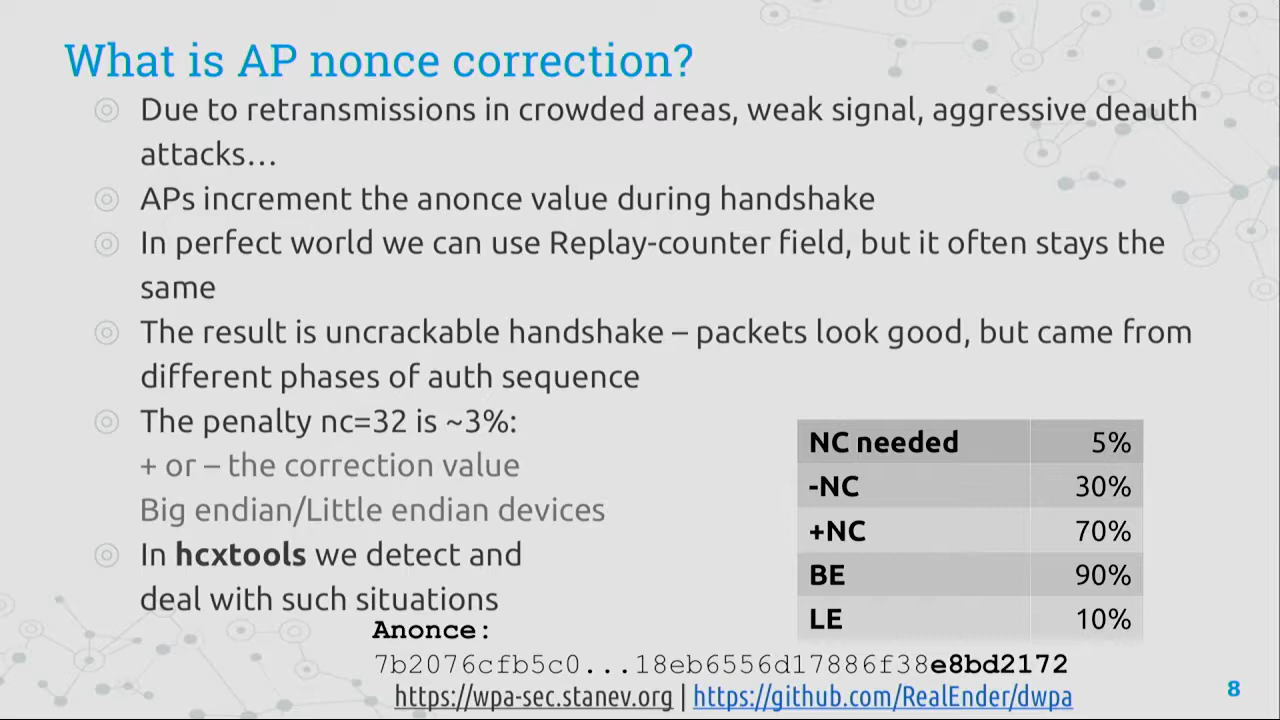 What is AP nonce correction?
◎ Due to retransmissions in crowded areas, weak signal, aggressive deauth
attacks…
◎ APs increment the anonce value during handshake
◎ In perfect world we can use Replay-counter field, but it often stays the
same
◎ The result is uncrackable handshake – packets look good, but came from
different phases of auth sequence
◎ The penalty nc=32 is ~3%:
+ or – the correction value
Big endian/Little endian devices
◎ In hcxtools we detect and
deal with such situations
NC needed 5%
-NC 30%
+NC 70%
BE 90%
LE 10%
Anonce:
7b2076cfb5c0...18eb6556d17886f38e8bd2172
https://wpa-sec.stanev.org | https://github.com/RealEnder/dwpa
8